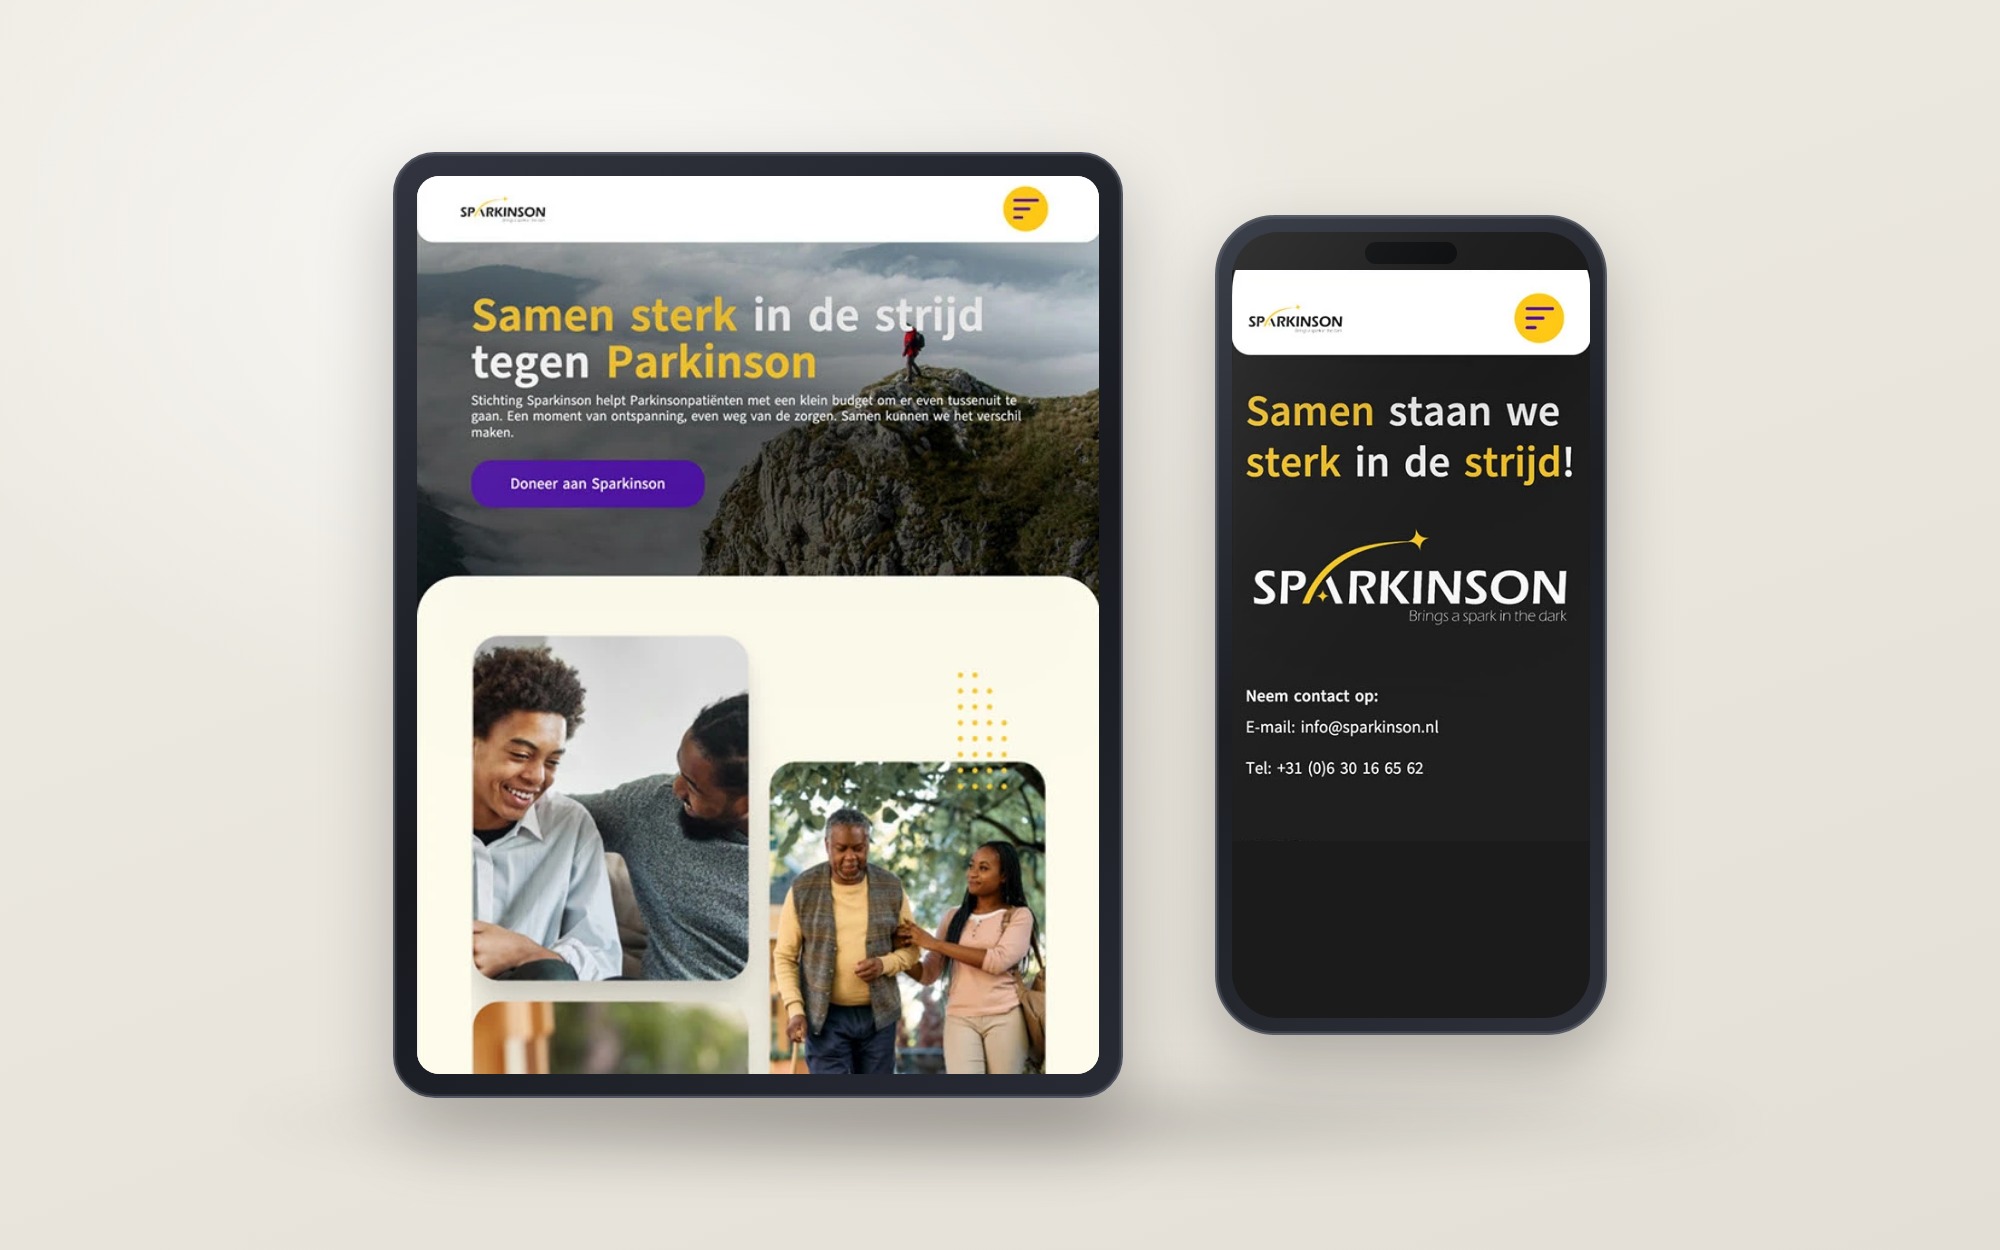 SPARKINSON
Samen sterk in de strijd
tegen Parkinson
Stichting Sparkinson helpt Parkinsonpatiënten met een klein budget om er even tussenuit te
gaan. Een moment van ontspanning, even weg van de zorgen. Samen kunnen we het verschil
maken.
Doneer aan Sparkinson
SPARKINSON
Samen staan we
sterk in de strijd!
SPARKINSON
Brings a spark in the dark
Neem contact op:
E-mail: info@sparkinson.nl
Tel: +31 (0)6 30 16 65 62